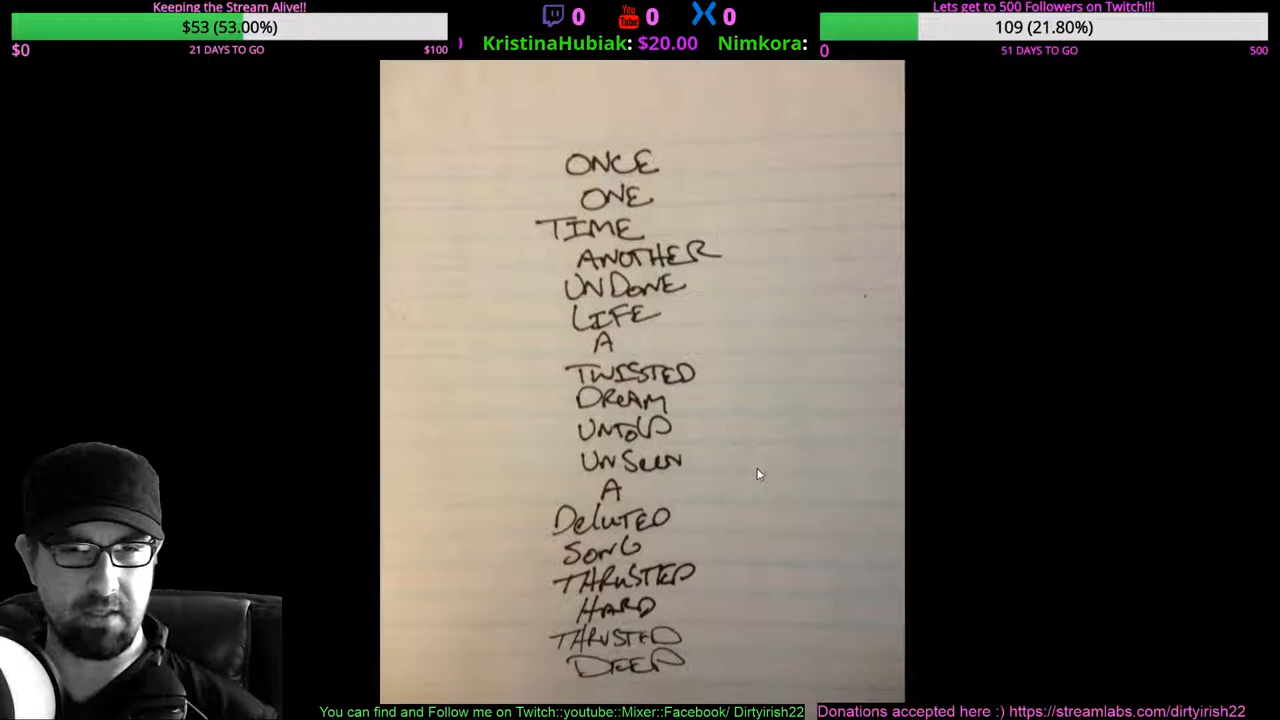 Keeping the Stream Alive!!
$53 (53.00%)
$0
21 DAYS TO GO
$100
0
0
0
KristinaHubiak: $20.00 Nimkora:
Lets get to 500 Followers on Twitch!!!
109 (21.80%)
0
51 DAYS TO GO
500
ONCE
ONE
TIME
ANOTHER
UNDONE
LIFE
A
TWISTED
DREAM
UNTOLD
UNSEEN
A
DELUTED
SONG
THRUSTED
HARD
THRUSTED
DEEP
You can find and Follow me on Twitch::youtube::Mixer::Facebook/ Dirtyirish22
Donations accepted here :) https://streamlabs.com/dirtyirish22